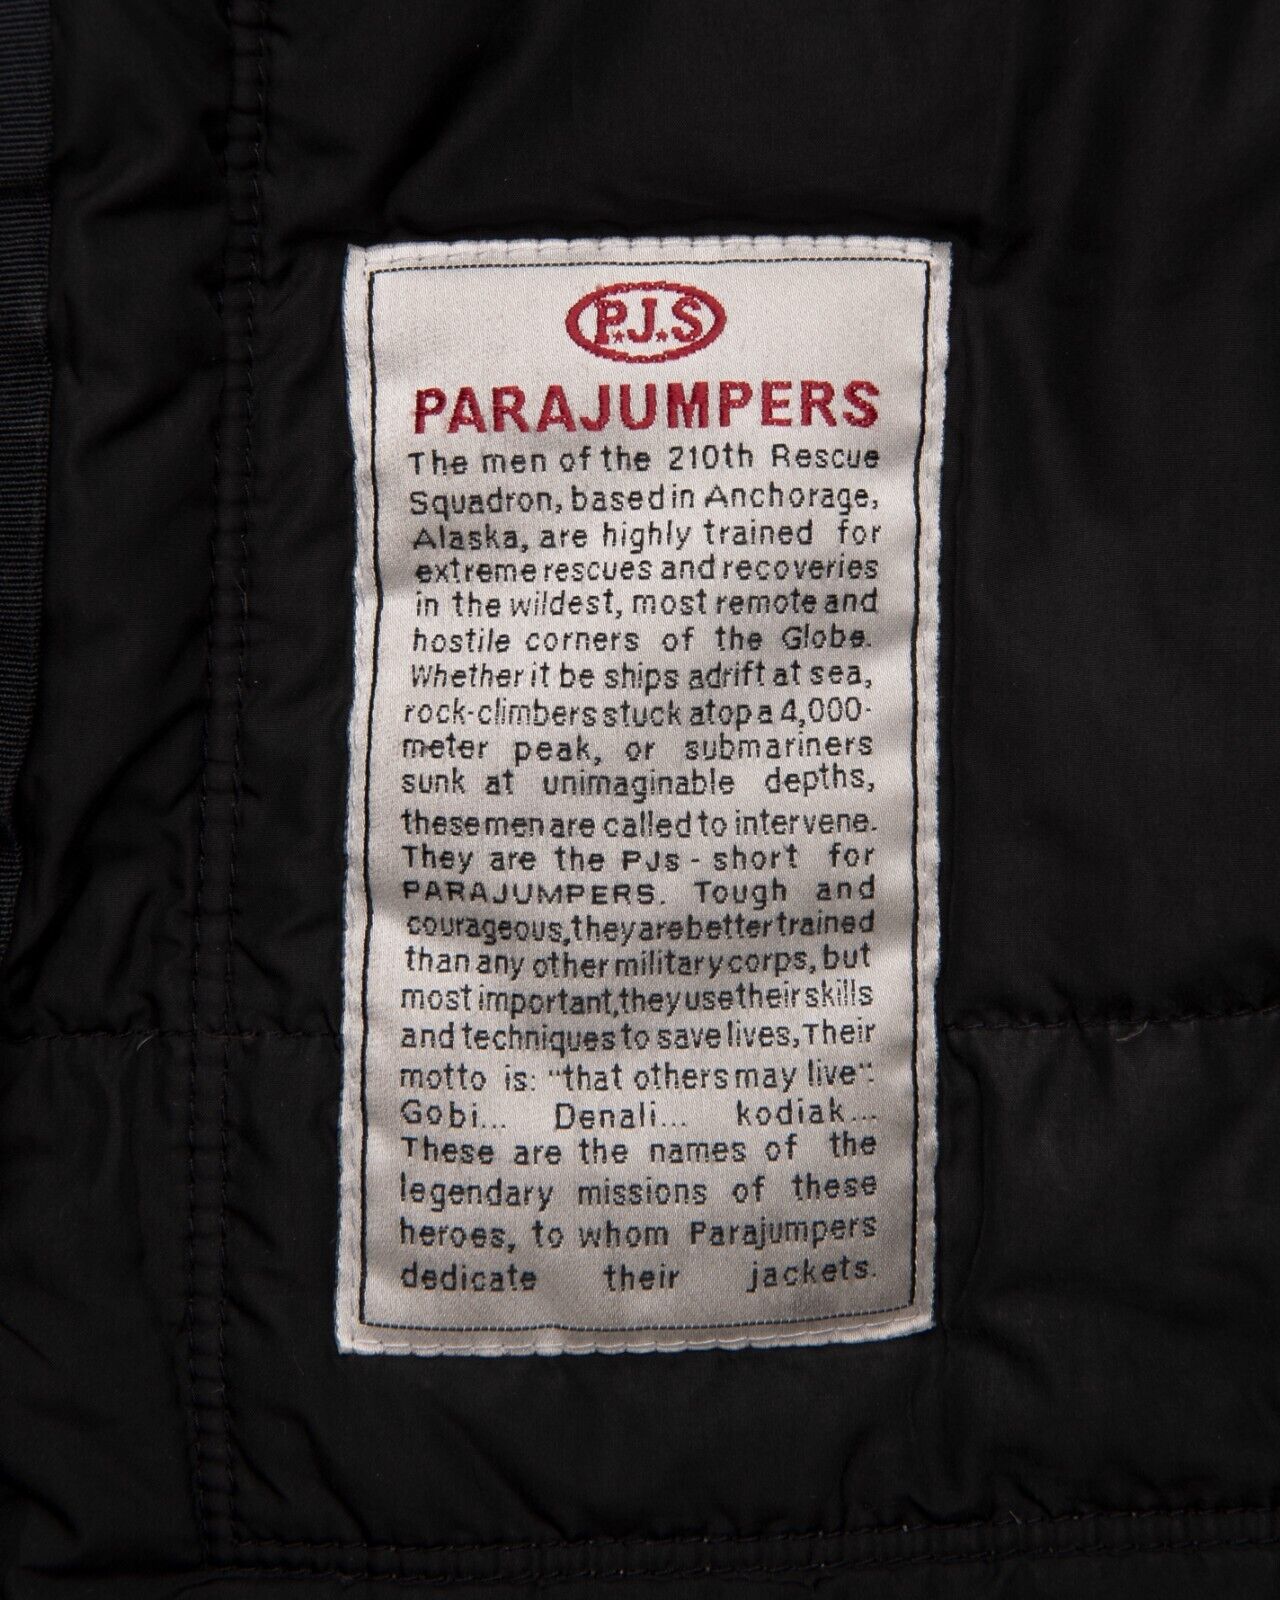 P.J.S
PARAJUMPERS
The men of the 210th Rescue
Squadron, based in Anchorage,
Alaska, are highly trained for
extreme rescues and recoveries
in the wildest, most remote and
hostile corners of the Globe.
Whether it be ships adrift at sea,
rock-climbers stuck atop a 4,000-
meter peak, or submariners
sunk at unimaginable depths,
these men are called to intervene.
They are the PJs - short for
PARAJUMPERS. Tough and
courageous, they are better trained
than any other military corps, but
most important, they use their skills
and techniques to save lives, Their
motto is: "that others may live".
Gobi... Denali... kodiak...
These are the names of the
legendary missions of these
heroes, to whom Parajumpers
dedicate their jackets.